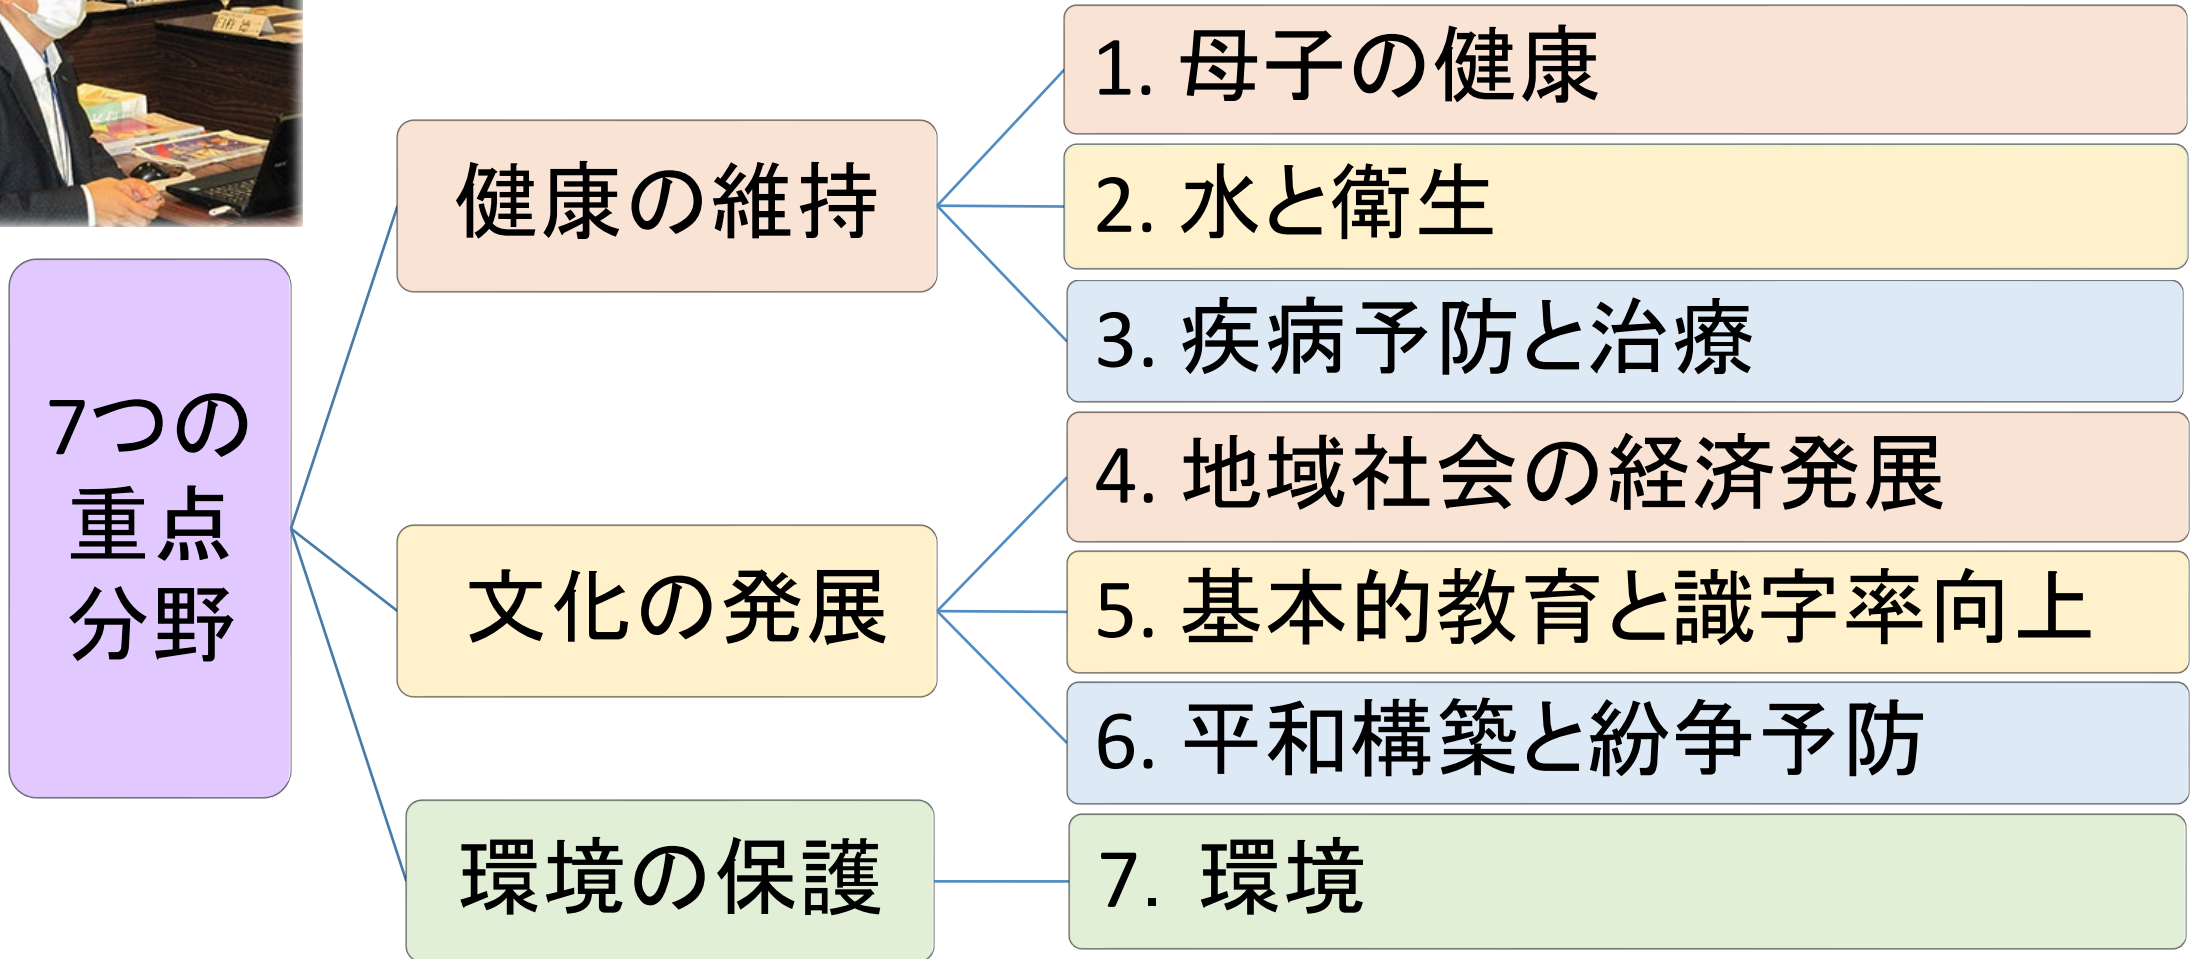 7つの
重点
分野
健康の維持
1. 母子の健康
2. 水と衛生
3. 疾病予防と治療
文化の発展
4. 地域社会の経済発展
5. 基本的教育と識字率向上
6. 平和構築と紛争予防
環境の保護
7. 環境